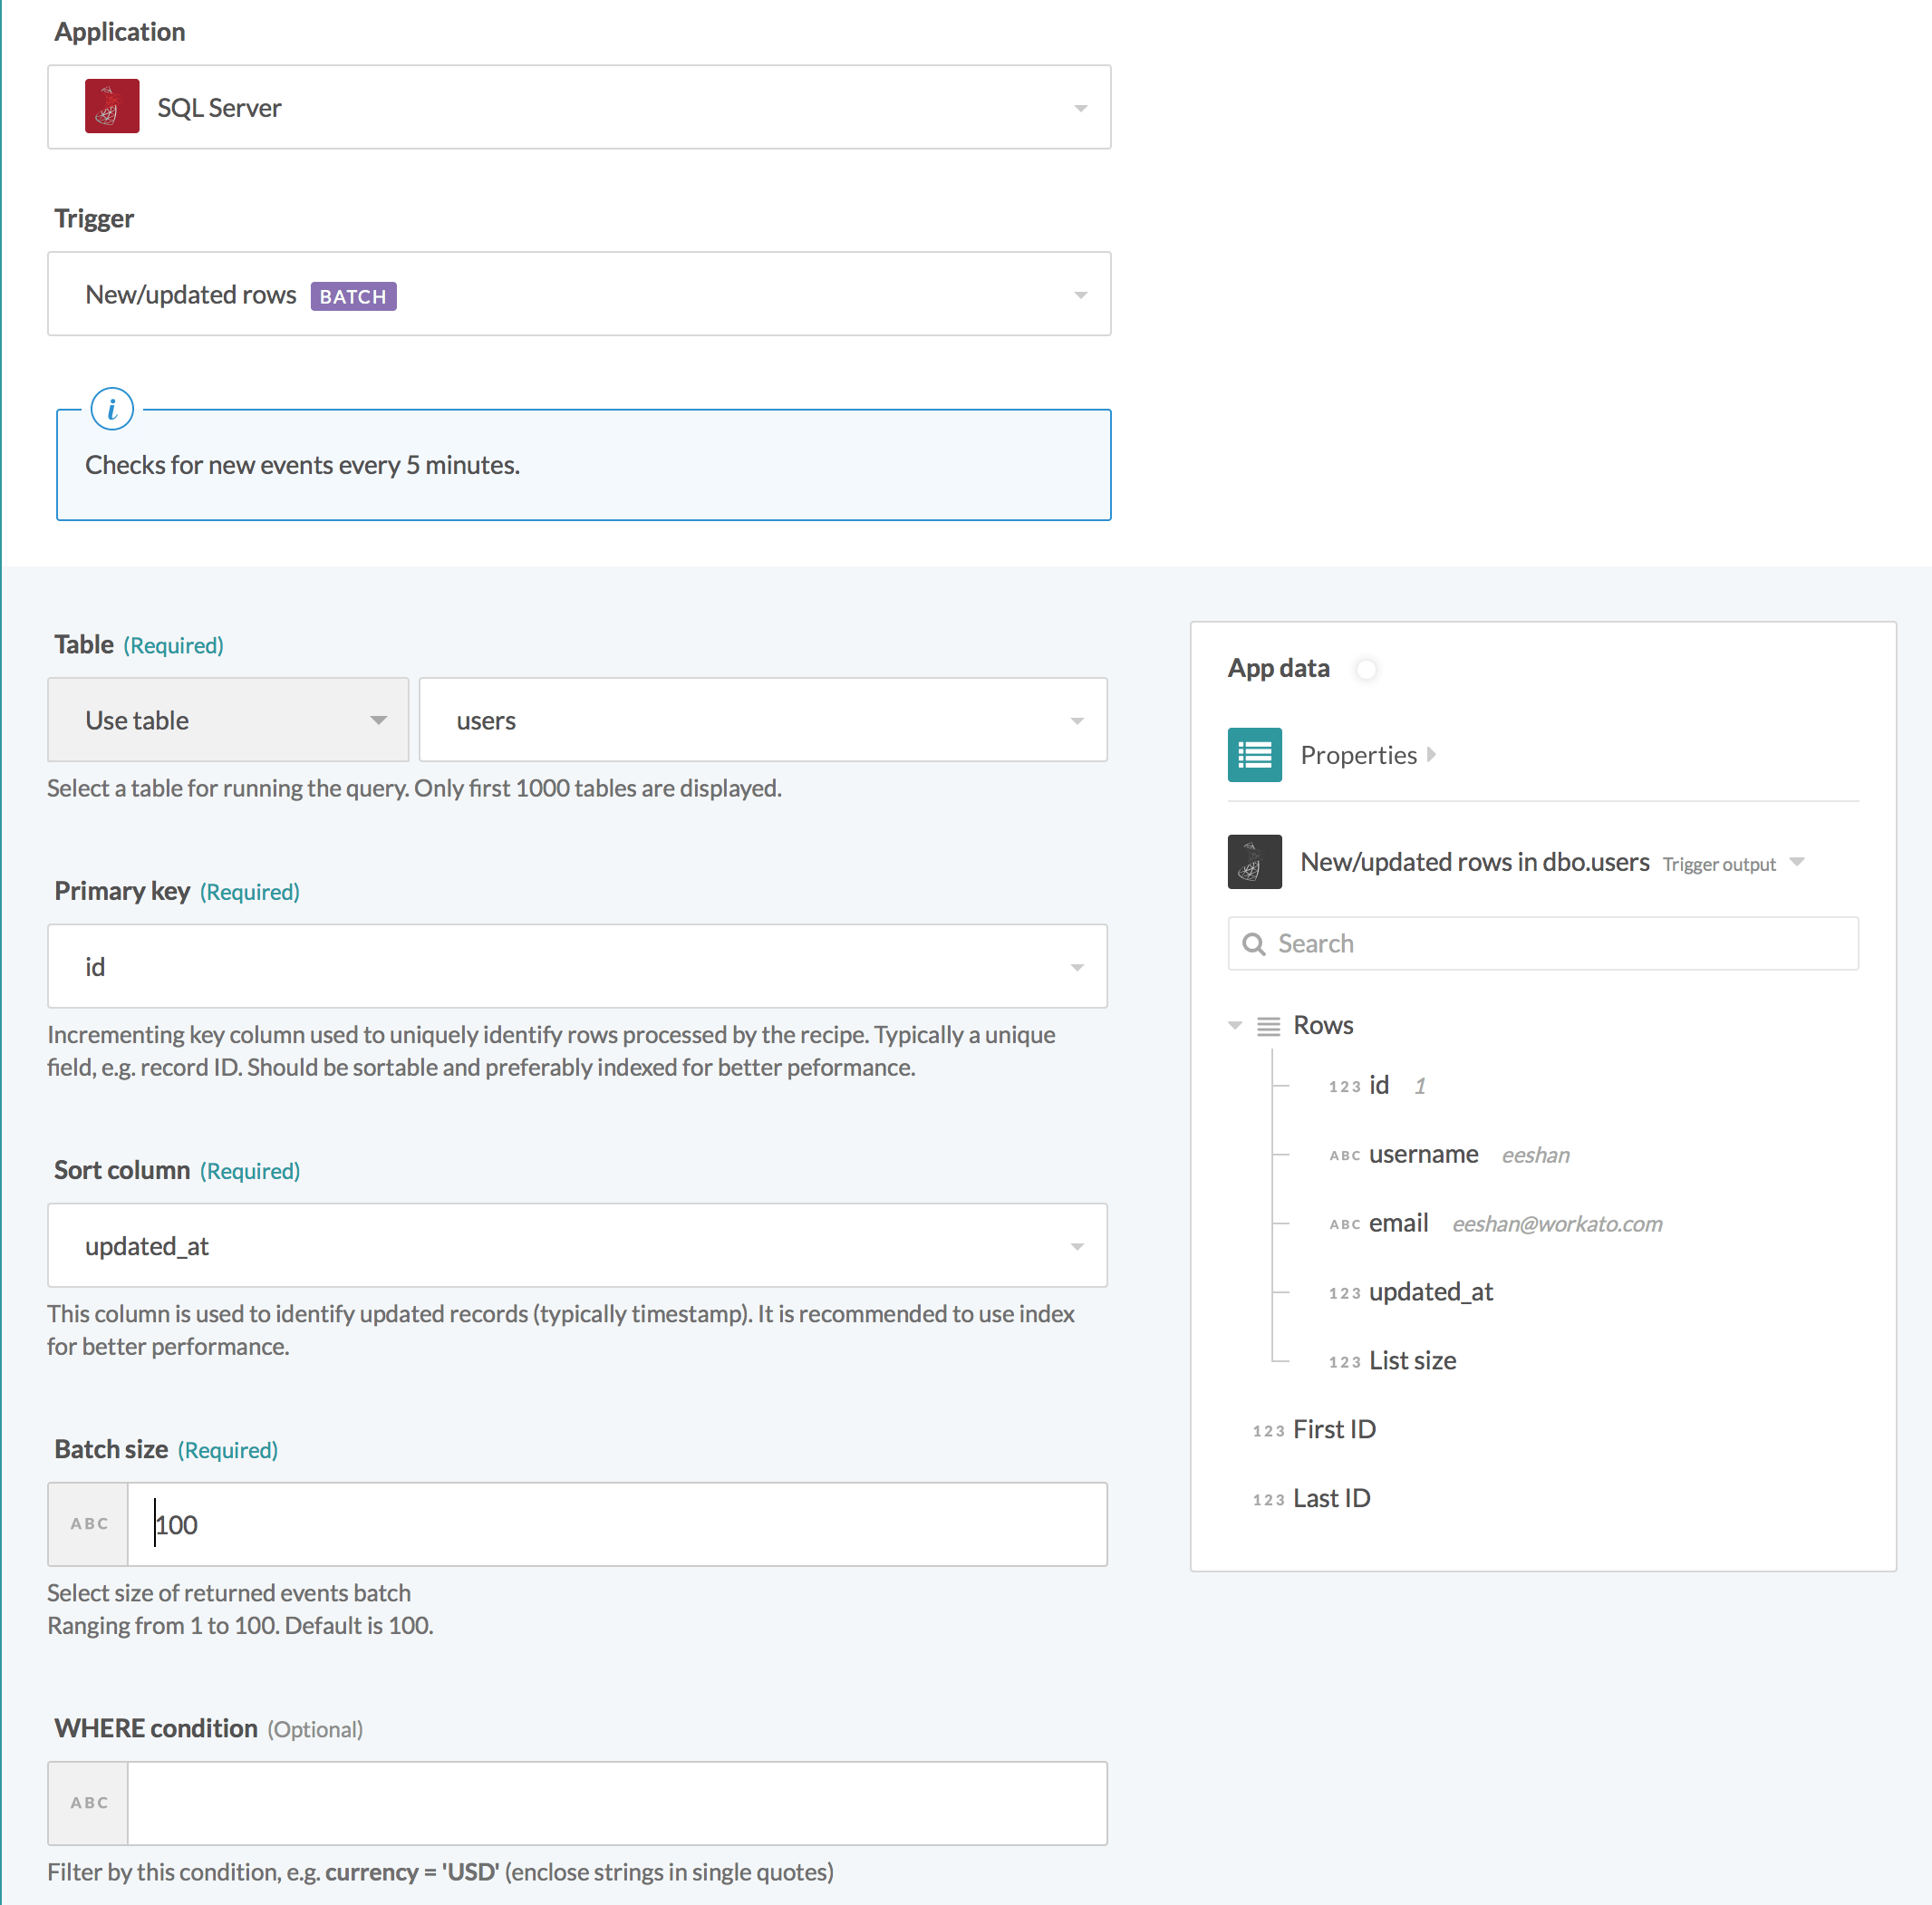 Application
SQL Server
Trigger
New/updated rows BATCH
i
Checks for new events every 5 minutes.
Table (Required)
Use table
users
Select a table for running the query. Only first 1000 tables are displayed.
Primary key (Required)
id
Incrementing key column used to uniquely identify rows processed by the recipe. Typically a unique
field, e.g. record ID. Should be sortable and preferably indexed for better peformance.
Sort column (Required)
updated_at
This column is used to identify updated records (typically timestamp). It is recommended to use index
for better performance.
Batch size (Required)
ABC 100
Select size of returned events batch
Ranging from 1 to 100. Default is 100.
WHERE condition (Optional)
ABC
Filter by this condition, e.g. currency = 'USD' (enclose strings in single quotes)
App data
Properties
New/updated rows in dbo.users Trigger output
Search
Rows
123 id 1
ABC username eeshan
ABC email eeshan@workato.com
123 updated_at
123 List size
123 First ID
123 Last ID